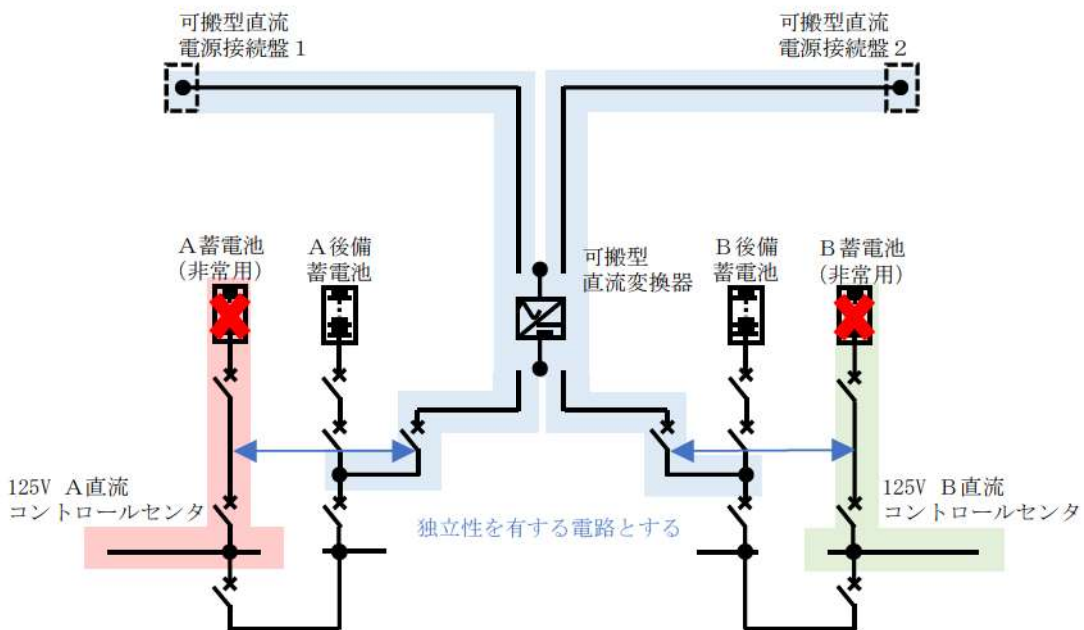 可搬型直流
電源接続盤１
可搬型直流
電源接続盤２
Ａ蓄電池
（非常用）
Ａ後備
蓄電池
可搬型
直流変換器
Ｂ後備
蓄電池
Ｂ蓄電池
（非常用）
125V Ａ直流
コントロールセンタ
独立性を有する電路とする
125V Ｂ直流
コントロールセンタ